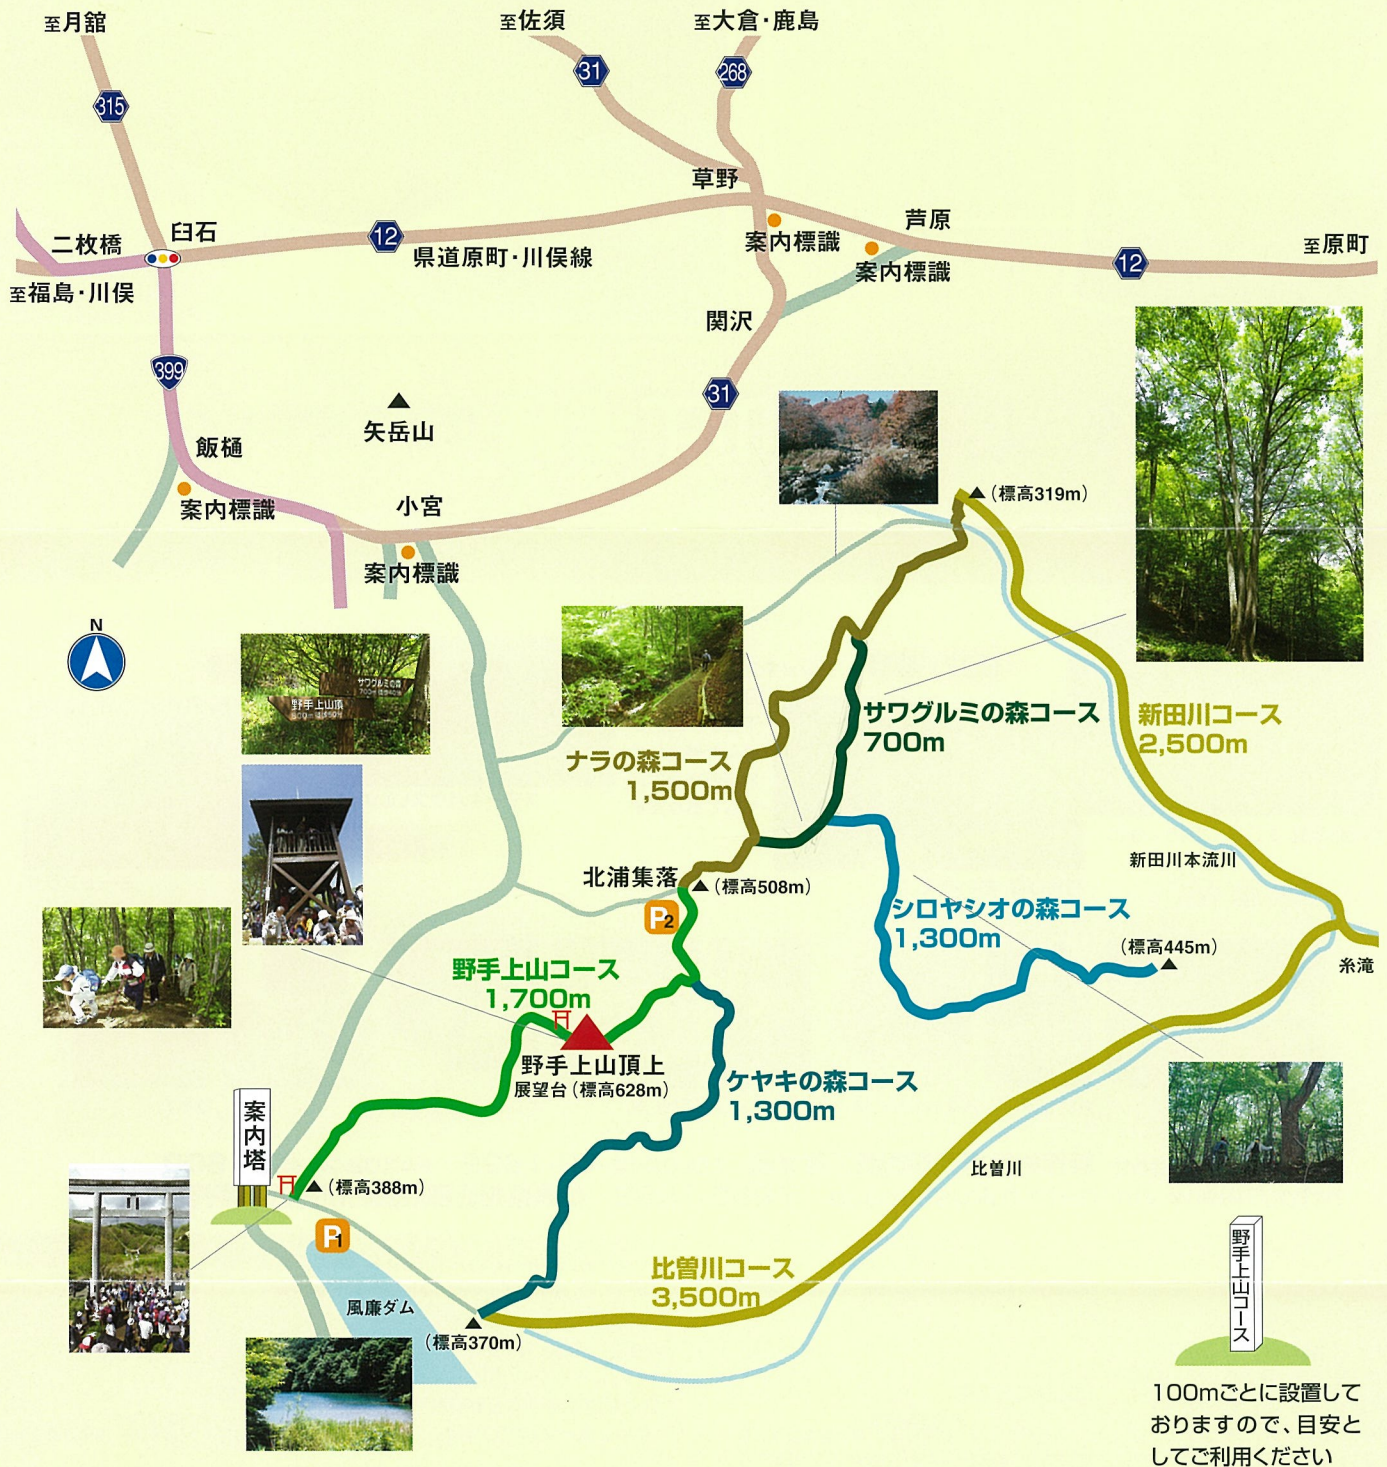 至月舘
至佐須
至大倉・鹿島
31
268
315
草野
芦原
二枚橋
臼石
12
県道原町・川俣線
案内標識
案内標識
12
至原町
至福島・川俣
関沢
399
31
矢岳山
飯樋
案内標識
小宮
案内標識
(標高319m)
N
サワグルミの森
野手上山頂
サワグルミの森コース
700m
新田川コース
2,500m
ナラの森コース
1,500m
新田川本流川
北浦集落
(標高508m)
P2
シロヤシオの森コース
1,300m
(標高445m)
糸滝
野手上山コース
1,700m
野手上山頂上
展望台(標高628m)
ケヤキの森コース
1,300m
案内塔
(標高388m)
P1
比曽川
比曽川コース
3,500m
風廉ダム
(標高370m)
野手上山コース
100mごとに設置して
おりますので、目安と
してご利用ください